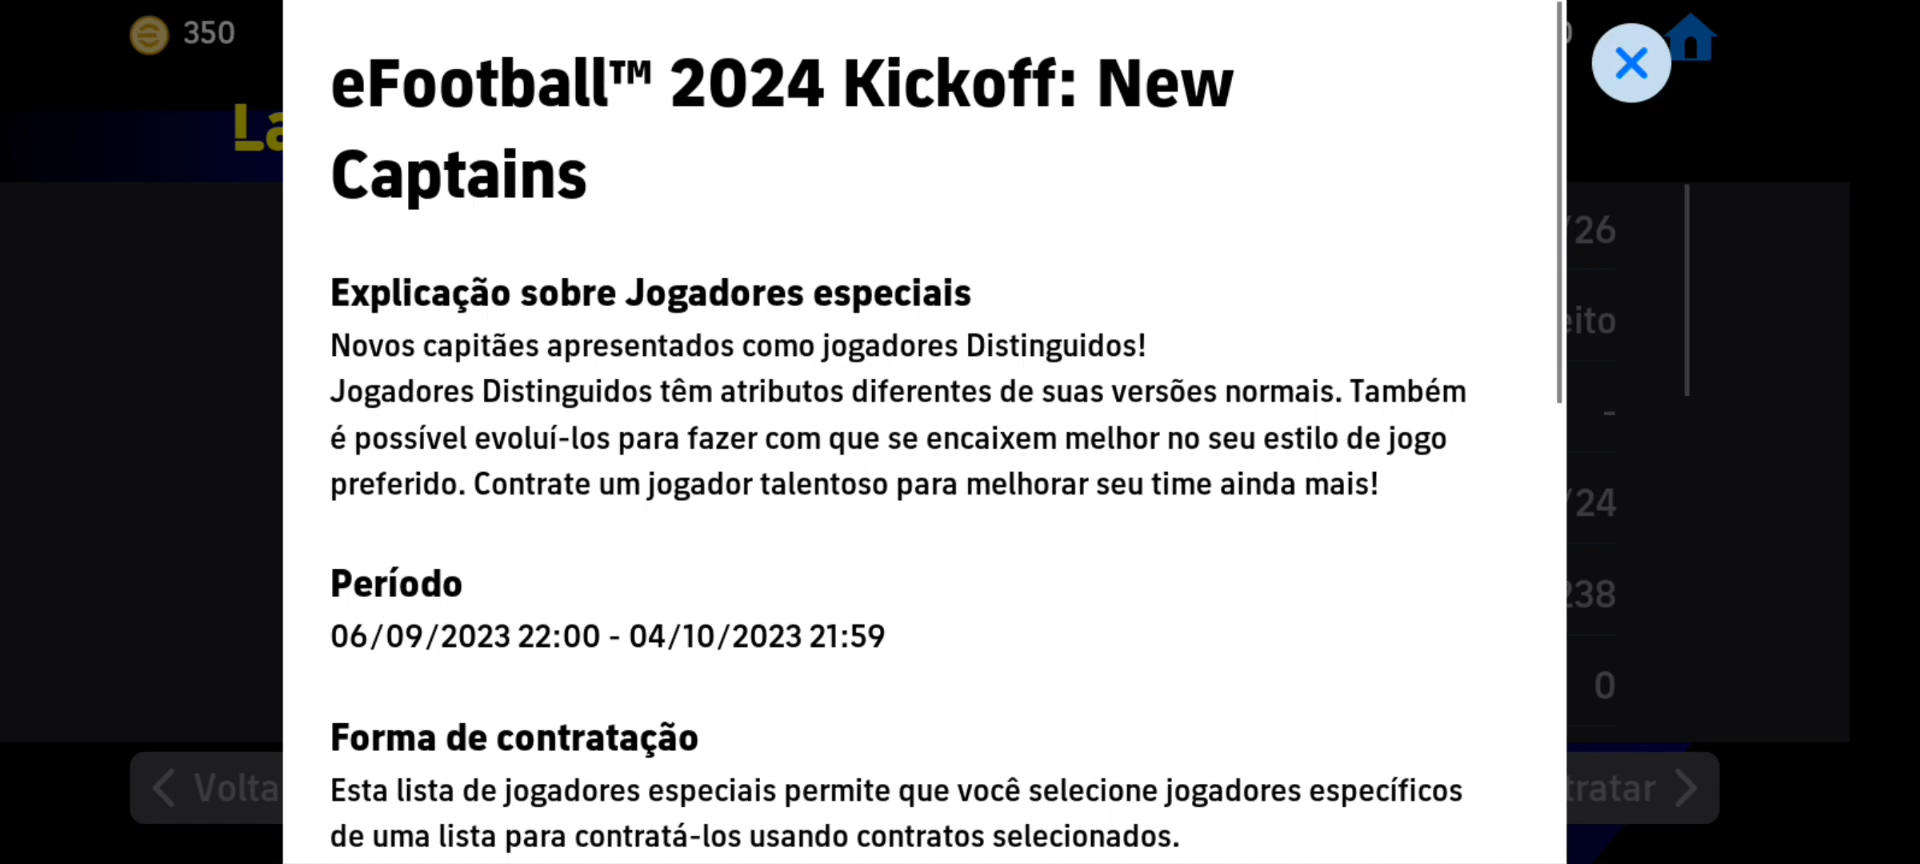 350
eFootball™ 2024 Kickoff: New
Captains
Explicação sobre Jogadores especiais
Novos capitães apresentados como jogadores Distinguidos!
Jogadores Distinguidos têm atributos diferentes de suas versões normais. Também
é possível evoluí-los para fazer com que se encaixem melhor no seu estilo de jogo
preferido. Contrate um jogador talentoso para melhorar seu time ainda mais!
/26
-
/24
238
0
Período
06/09/2023 22:00 - 04/10/2023 21:59
Forma de contratação
Esta lista de jogadores especiais permite que você selecione jogadores específicos
de uma lista para contratá-los usando contratos selecionados.